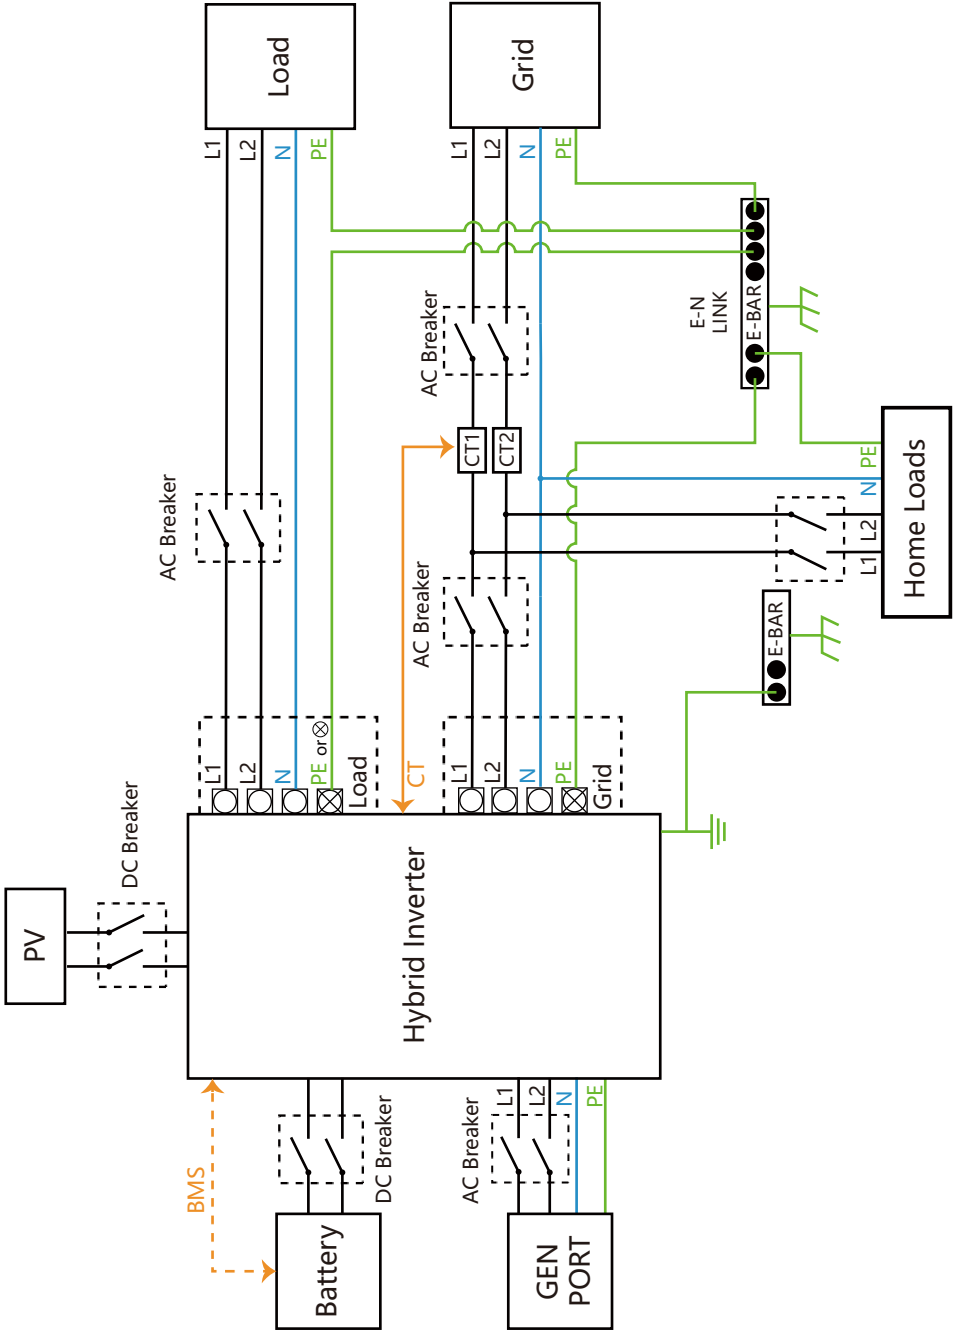 Load
Grid
L1
L2
N
PE
L1
L2
N
PE
E-N
LINK
E-BAR
AC Breaker
CT1
CT2
AC Breaker
AC Breaker
PE
N
L2
L1
Home Loads
E-BAR
L1
L2
N
PE or
Load
CT
L1
L2
N
PE
Grid
DC Breaker
PV
Hybrid Inverter
BMS
DC Breaker
Battery
AC Breaker
L1
L2
N
PE
GEN
PORT